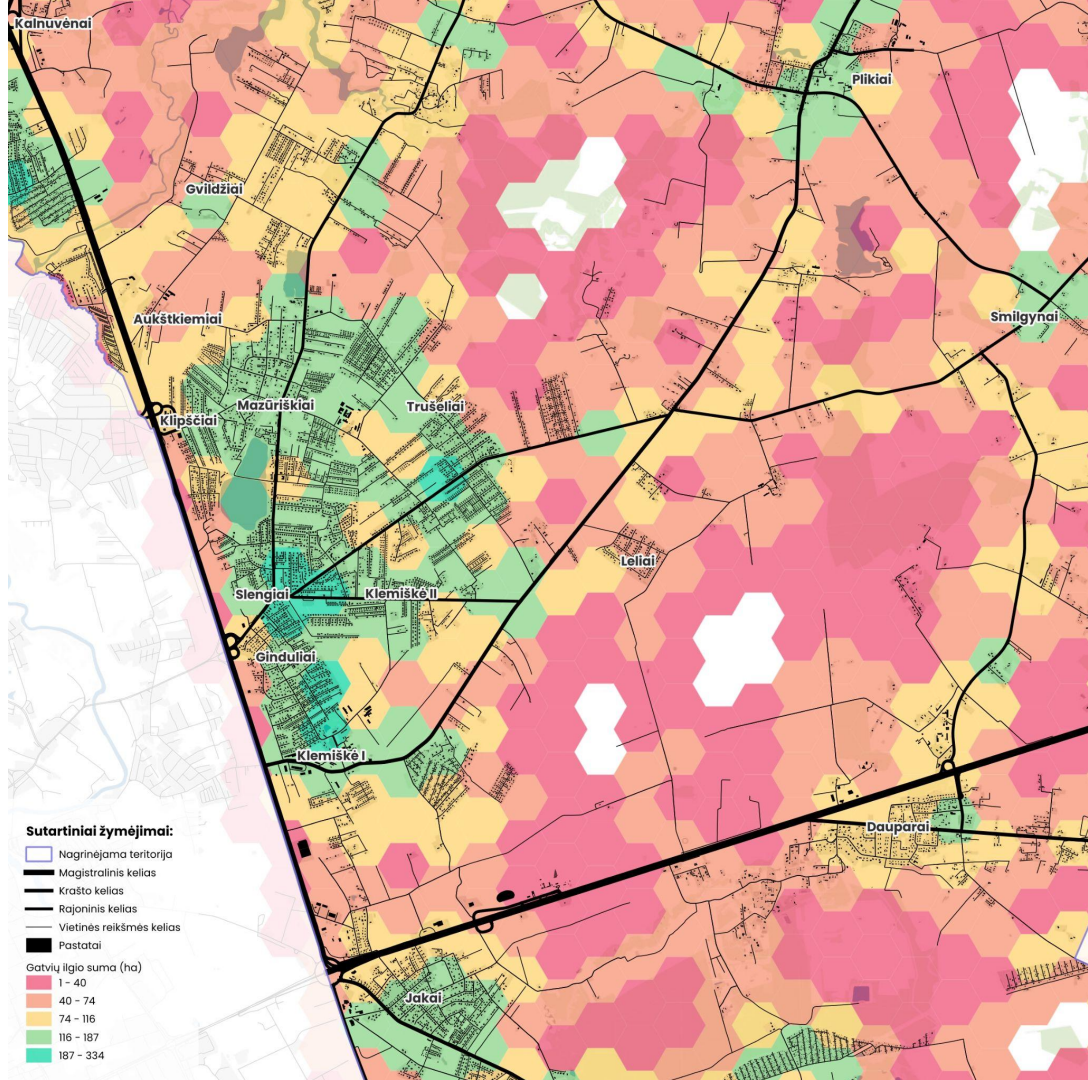 Kalnuvėnai
Plikiai
Gvildžiai
Aukštkiemiai
Smilgynai
Mazūriškiai
Trušeliai
Klipščiai
Leliai
Slengiai
Klemiškė II
Ginduliai
Klemiškė I
Dauparai
Jakai
Sutartiniai žymėjimai:
Nagrinėjama teritorija
Magistralinis kelias
Krašto kelias
Rajoninis kelias
Vietinės reikšmės kelias
Pastatai
Gatvių ilgio suma (ha)
1 - 40
40 - 74
74 - 116
116 - 187
187 - 334